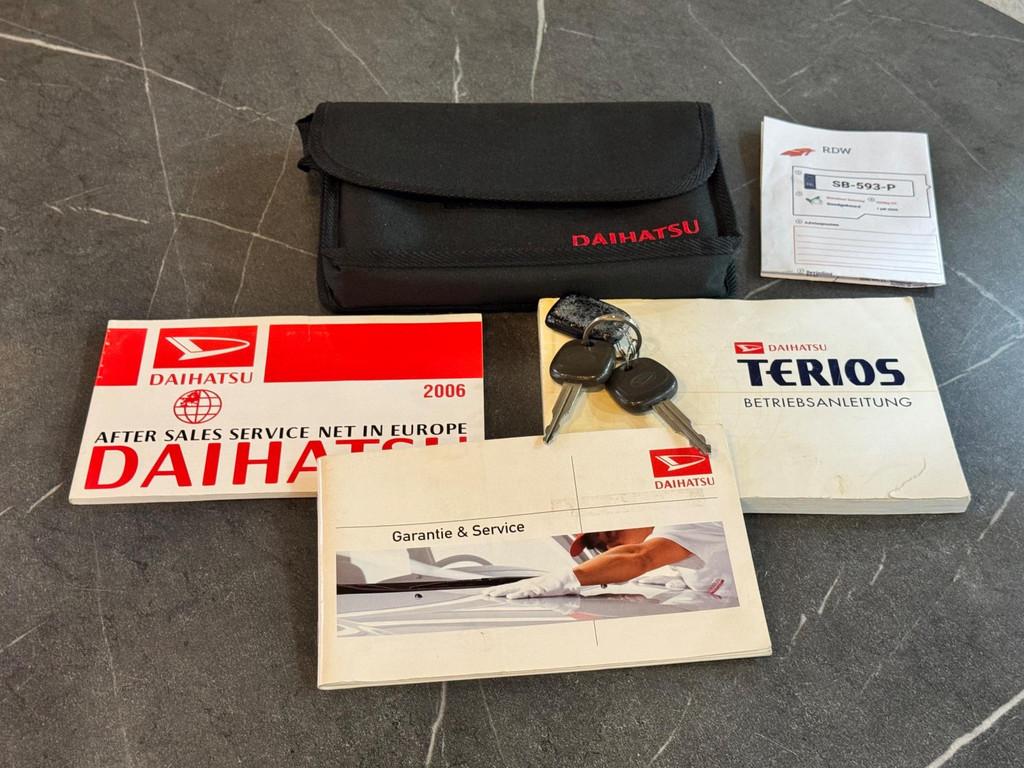 DAIHATSU
RDW
SB-593-P
DAIHATSU
2006
AFTER SALES SERVICE NET IN EUROPE
DAIHATSU
DAIHATSU
TERIOS
BETRIEBSANLEITUNG
DAIHATSU
Garantie & Service